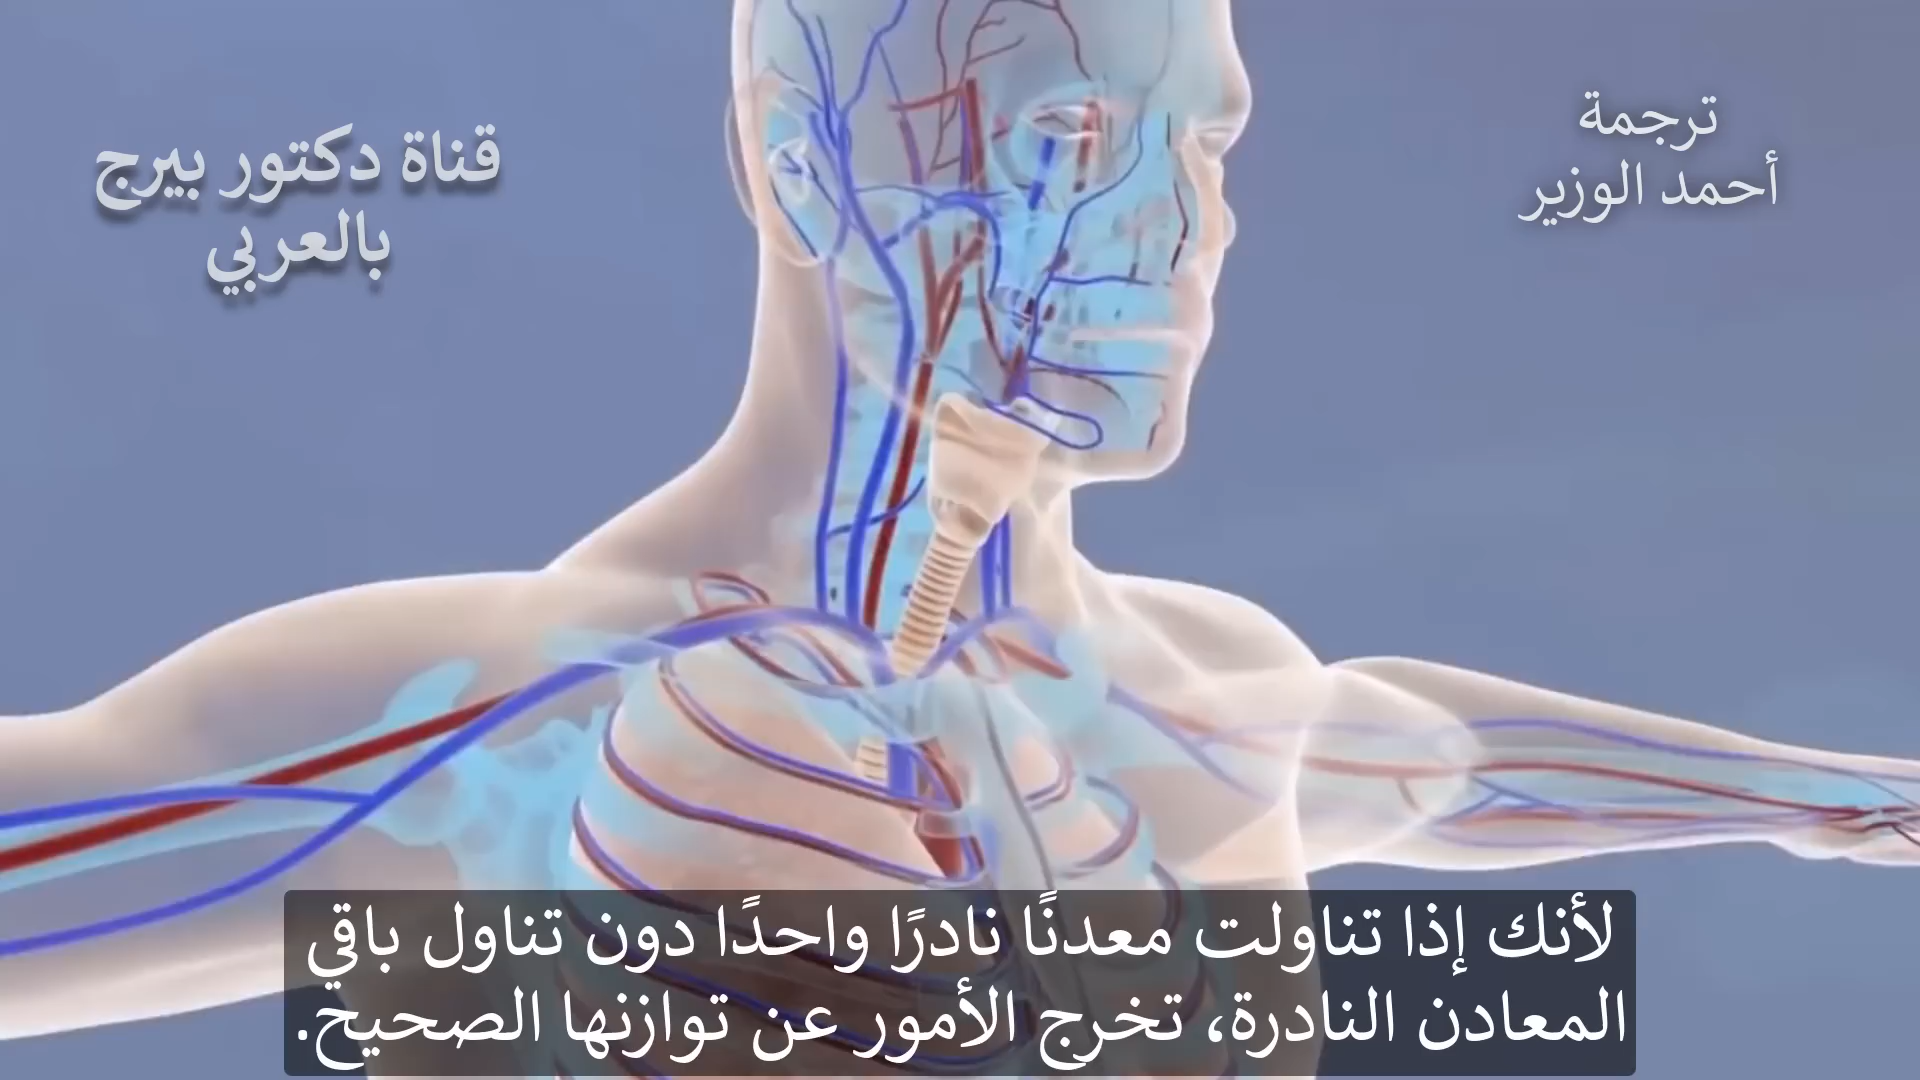 قناة دكتور بيرج
بالعربي
ترجمة
أحمد الوزير
لأنك إذا تناولت معدنًا نادرًا واحدًا دون تناول باقي
المعادن النادرة، تخرج الأمور عن توازنها الصحيح.